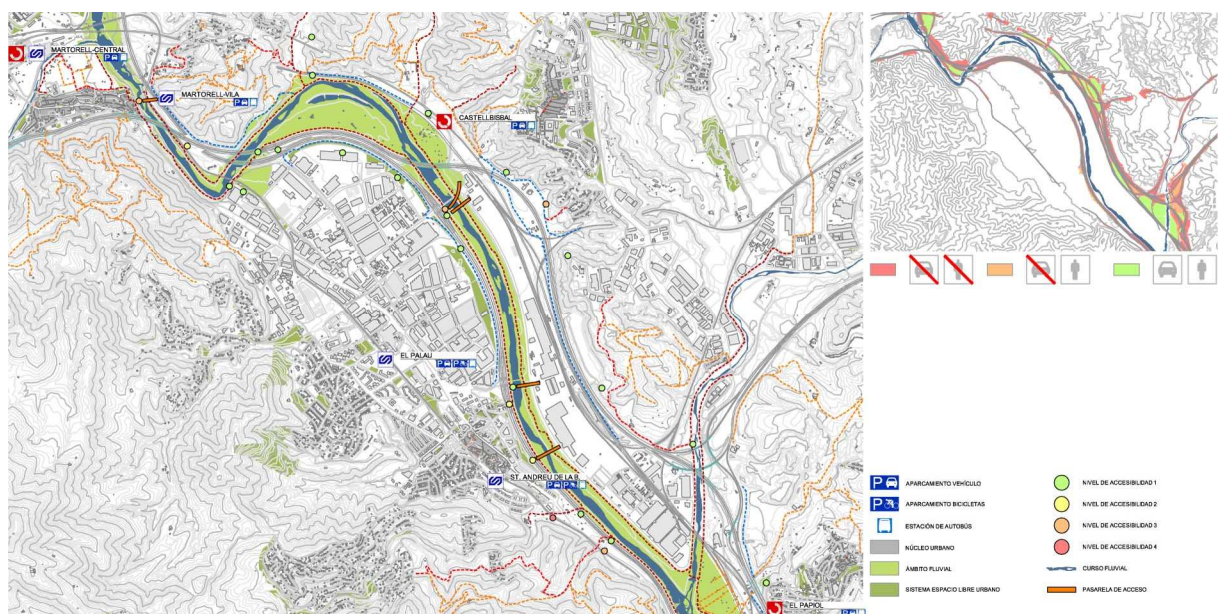 MARTORELL-CENTRAL
MARTORELL-VILA
CASTELLBISBAL
EL PALAU
ST. ANDREU DE LA B.
EL PAPIOL
P APARCAMIENTO VEHÍCULO
P APARCAMIENTO BICICLETAS
ESTACIÓN DE AUTOBÚS
NÚCLEO URBANO
ÁMBITO FLUVIAL
SISTEMA ESPACIO LIBRE URBANO
NIVEL DE ACCESIBILIDAD 1
NIVEL DE ACCESIBILIDAD 2
NIVEL DE ACCESIBILIDAD 3
NIVEL DE ACCESIBILIDAD 4
CURSO FLUVIAL
PASARELA DE ACCESO